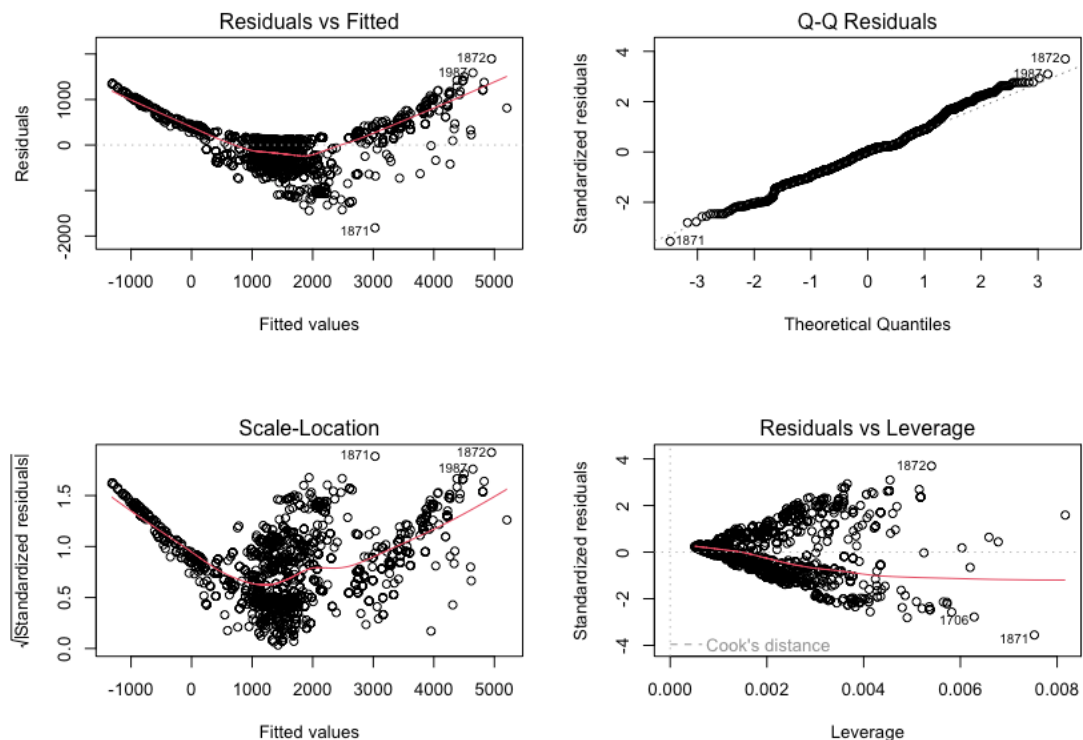 Residuals vs Fitted
Residuals
1000
0
-2000
1872
1987
1871
-1000 0 1000 2000 3000 4000 5000
Fitted values
Q-Q Residuals
Standardized residuals
4
2
0
-2
1872
1987
1871
-3 -2 -1 0 1 2 3
Theoretical Quantiles
Scale-Location
√|Standardized residuals|
1.5
1.0
0.5
0.0
1871
1872
1987
-1000 0 1000 2000 3000 4000 5000
Fitted values
Residuals vs Leverage
Standardized residuals
4
2
0
-2
-4
1872
1706
1871
Cook's distance
0.000 0.002 0.004 0.006 0.008
Leverage